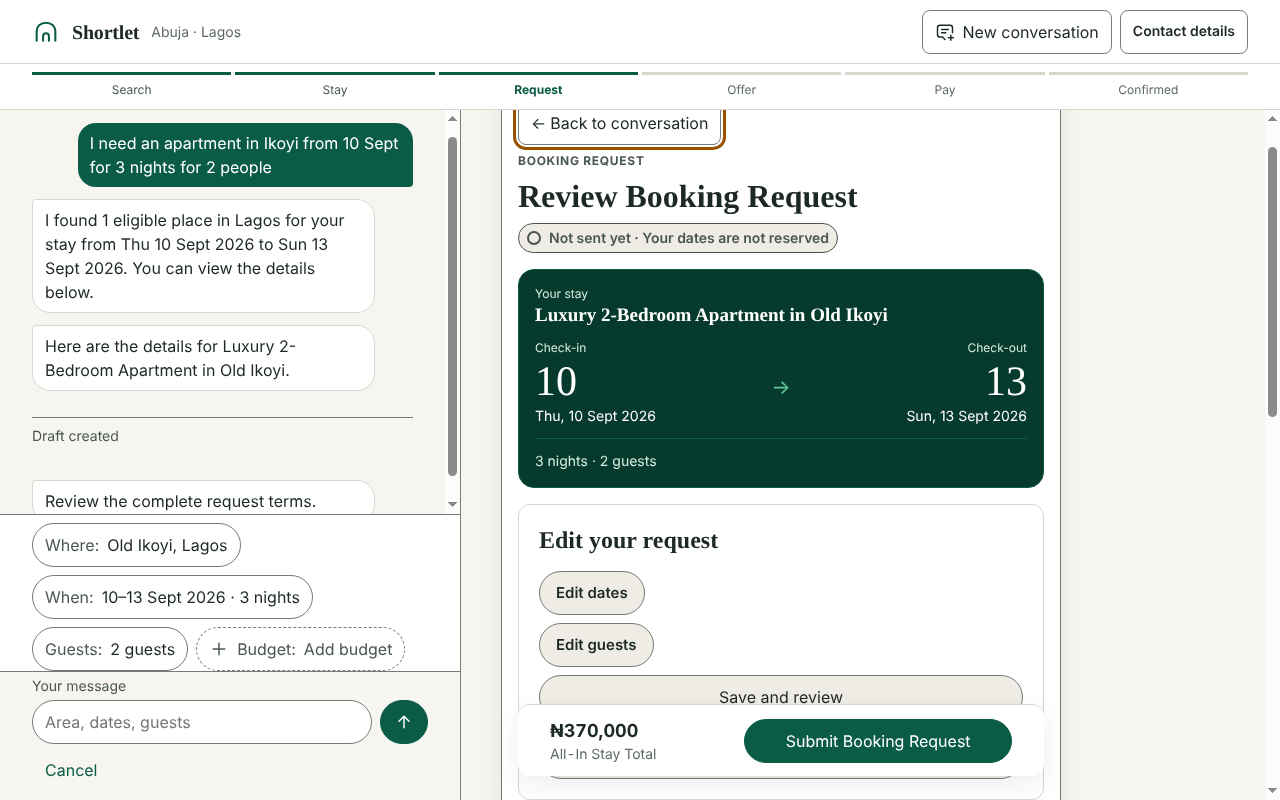 Shortlet
Abuja · Lagos
New conversation
Contact details
Search
Stay
Request
Offer
Pay
Confirmed
I need an apartment in Ikoyi from 10 Sept
for 3 nights for 2 people
I found 1 eligible place in Lagos for your
stay from Thu 10 Sept 2026 to Sun 13
Sept 2026. You can view the details
below.
Here are the details for Luxury 2-
Bedroom Apartment in Old Ikoyi.
Draft created
Review the complete request terms.
Where: Old Ikoyi, Lagos
When: 10–13 Sept 2026 · 3 nights
Guests: 2 guests
+ Budget: Add budget
Your message
Area, dates, guests
Cancel
← Back to conversation
BOOKING REQUEST
Review Booking Request
Not sent yet · Your dates are not reserved
Your stay
Luxury 2-Bedroom Apartment in Old Ikoyi
Check-in
Check-out
10 → 13
Thu, 10 Sept 2026
Sun, 13 Sept 2026
3 nights · 2 guests
Edit your request
Edit dates
Edit guests
Save and review
₦370,000
All-In Stay Total
Submit Booking Request